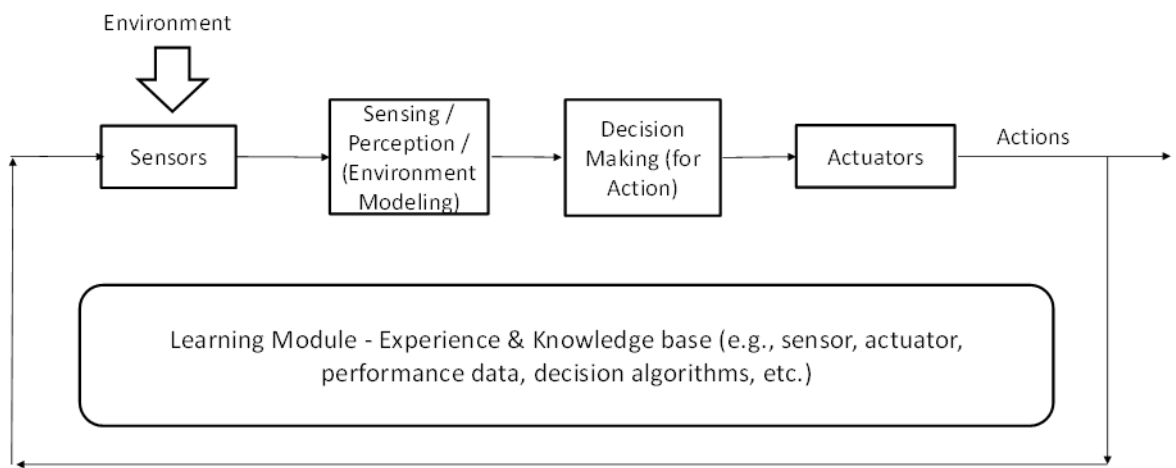 Environment
Sensors
Sensing /
Perception /
(Environment
Modeling)
Decision
Making (for
Action)
Actuators
Actions
Learning Module - Experience & Knowledge base (e.g., sensor, actuator,
performance data, decision algorithms, etc.)